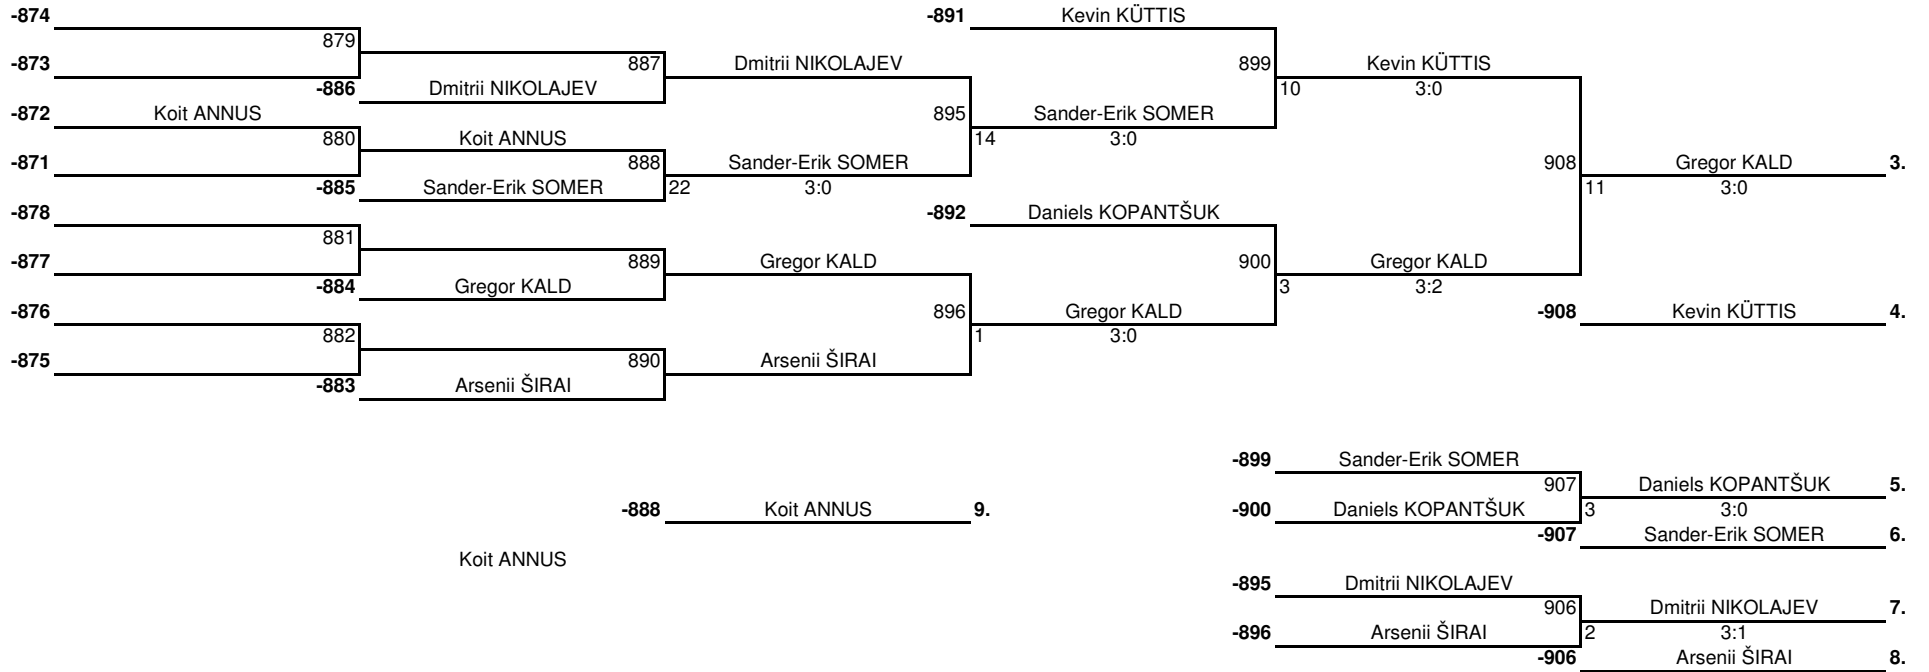 -874 -891 Kevin KÜTTIS
879
-873 887 Dmitrii NIKOLAJEV 899 Kevin KÜTTIS
-886 Dmitrii NIKOLAJEV 10 3:0
-872 Koit ANNUS 895 Sander-Erik SOMER
880 Koit ANNUS 14 3:0
-871 888 Sander-Erik SOMER 908 Gregor KALD 3.
-885 Sander-Erik SOMER 22 3:0 11 3:0
-878 -892 Daniels KOPANTŠUK
881
-877 889 Gregor KALD 900 Gregor KALD
-884 Gregor KALD 3 3:2
-876 896 Gregor KALD -908 Kevin KÜTTIS 4.
882 1 3:0
-875 890 Arsenii ŠIRAI
-883 Arsenii ŠIRAI
-899 Sander-Erik SOMER
907 Daniels KOPANTŠUK 5.
-888 Koit ANNUS 9. -900 Daniels KOPANTŠUK 3 3:0
-907 Sander-Erik SOMER 6.
Koit ANNUS
-895 Dmitrii NIKOLAJEV
906 Dmitrii NIKOLAJEV 7.
-896 Arsenii ŠIRAI 2 3:1
-906 Arsenii ŠIRAI 8.